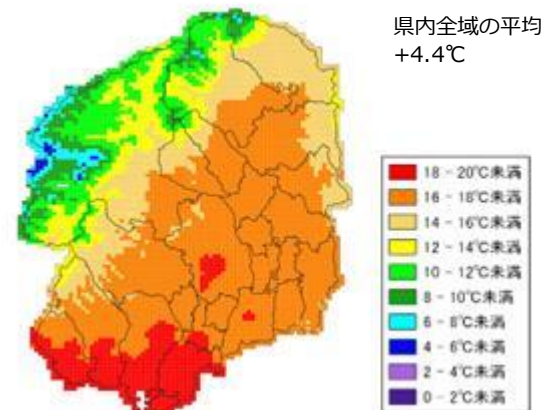 県内全域の平均
+4.4℃
18 - 20℃未満
16 - 18℃未満
14 - 16℃未満
12 - 14℃未満
10 - 12℃未満
8 - 10℃未満
6 - 8℃未満
4 - 6℃未満
2 - 4℃未満
0 - 2℃未満